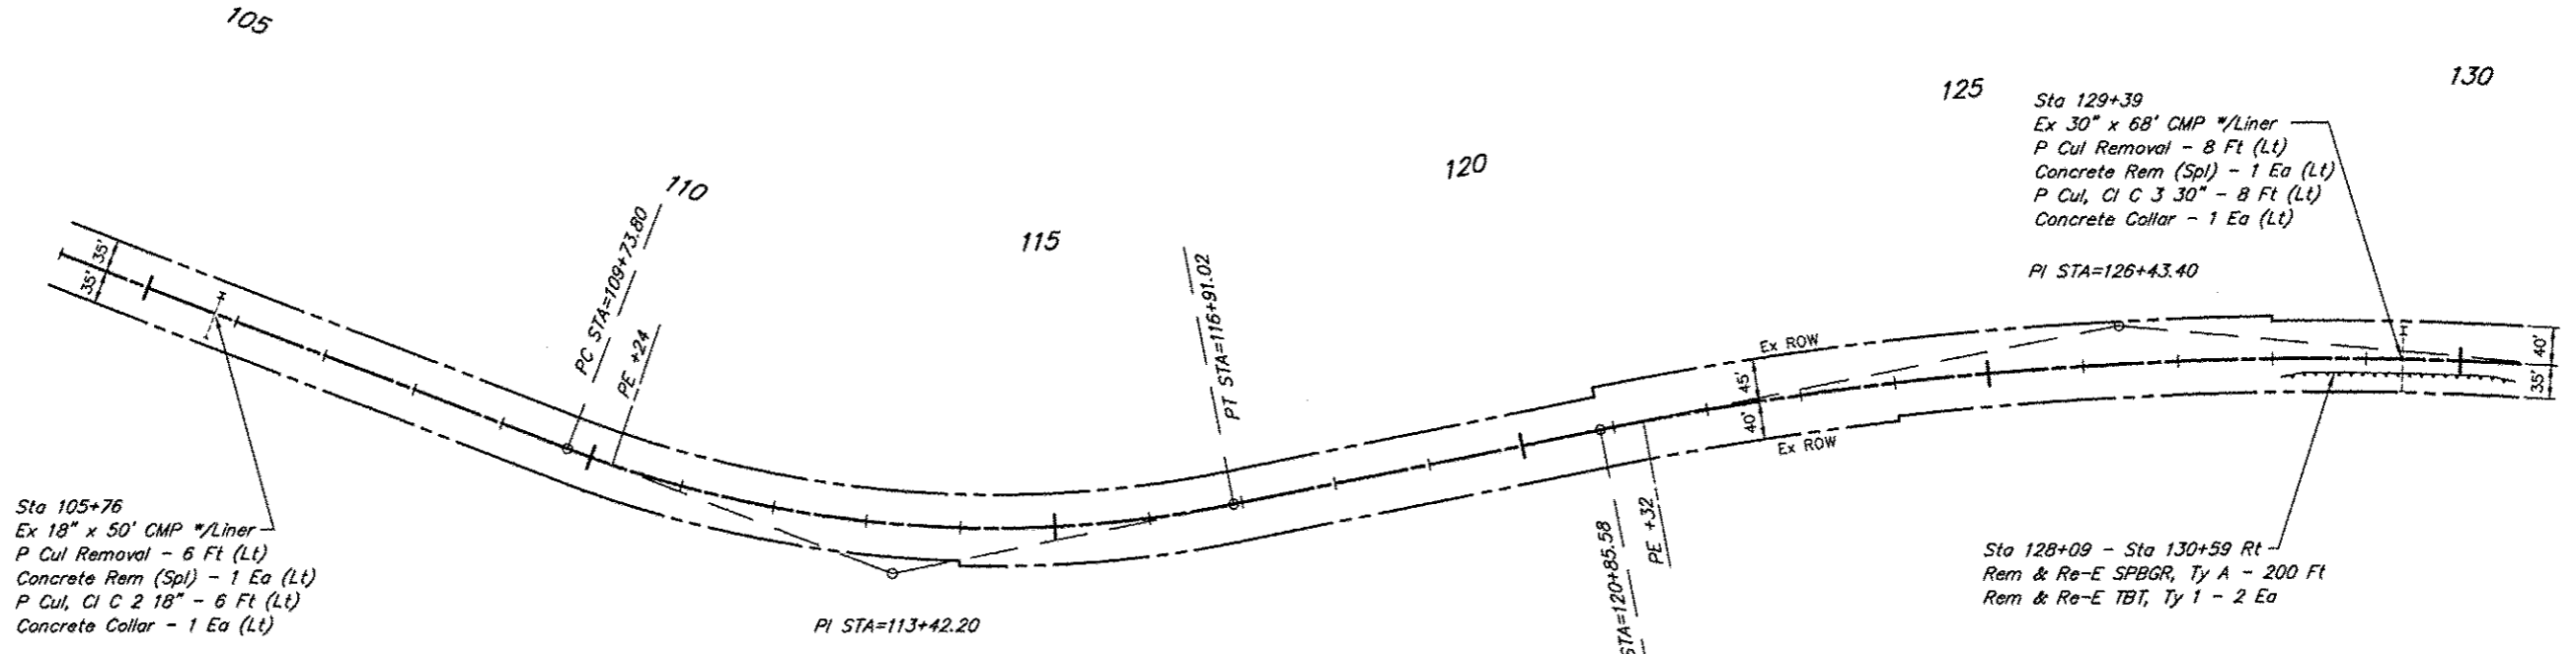 105
110
115
120
125
130
Sta 129+39
Ex 30" x 68' CMP w/Liner
P Cul Removal - 8 Ft (Lt)
Concrete Rem (Spl) - 1 Ea (Lt)
P Cul, Cl C 3 30" - 8 Ft (Lt)
Concrete Collar - 1 Ea (Lt)
PI STA=126+43.40
35'
35'
PC STA=109+73.80
PE +24
PT STA=116+91.02
Ex ROW
45'
40'
Ex ROW
40'
35'
Sta 105+76
Ex 18" x 50' CMP w/Liner
P Cul Removal - 6 Ft (Lt)
Concrete Rem (Spl) - 1 Ea (Lt)
P Cul, Cl C 2 18" - 6 Ft (Lt)
Concrete Collar - 1 Ea (Lt)
PI STA=113+42.20
STA=120+85.58
PE +32
Sta 128+09 - Sta 130+59 Rt
Rem & Re-E SPBGR, Ty A - 200 Ft
Rem & Re-E TBT, Ty 1 - 2 Ea